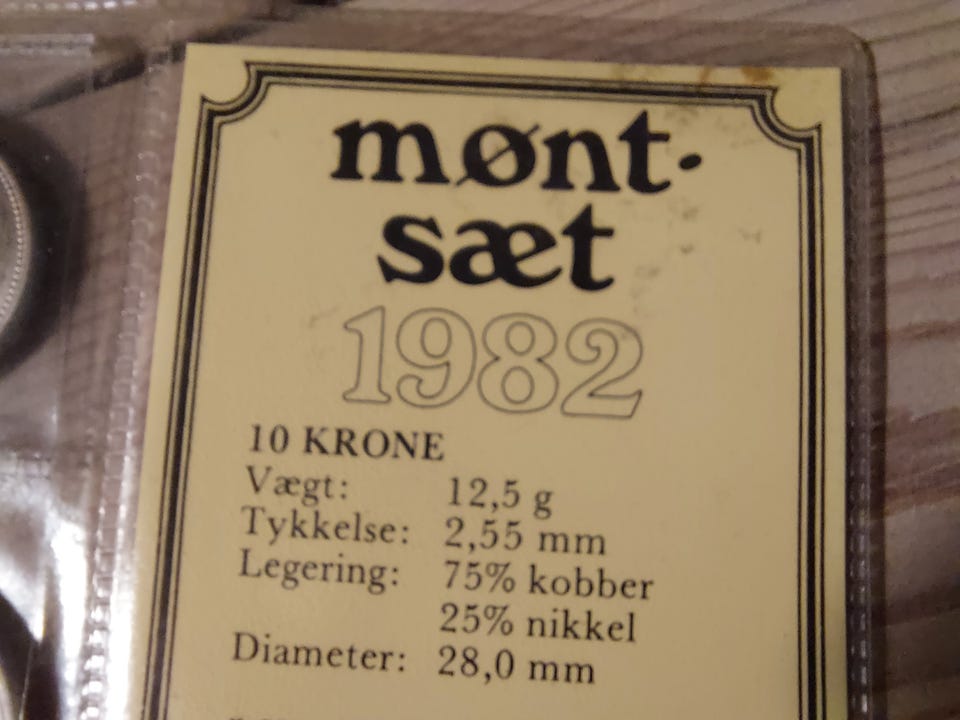 mønt-
sæt
1982
10 KRONE
Vægt: 12,5 g
Tykkelse: 2,55 mm
Legering: 75% kobber
25% nikkel
Diameter: 28,0 mm